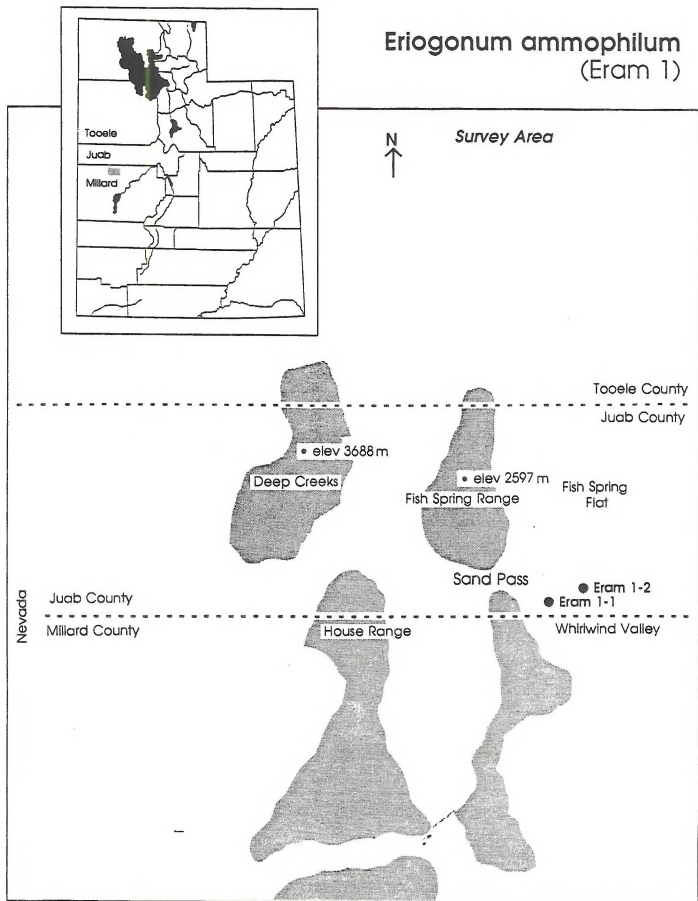 Eriogonum ammophilum
(Eram 1)
Tooele
Juab
Millard
N
Survey Area
Tooele County
Juab County
elev 3688 m
Deep Creeks
elev 2597 m
Fish Spring Range
Fish Spring
Flat
Sand Pass
Eram 1-2
Eram 1-1
Nevada
Juab County
Millard County
House Range
Whirlwind Valley